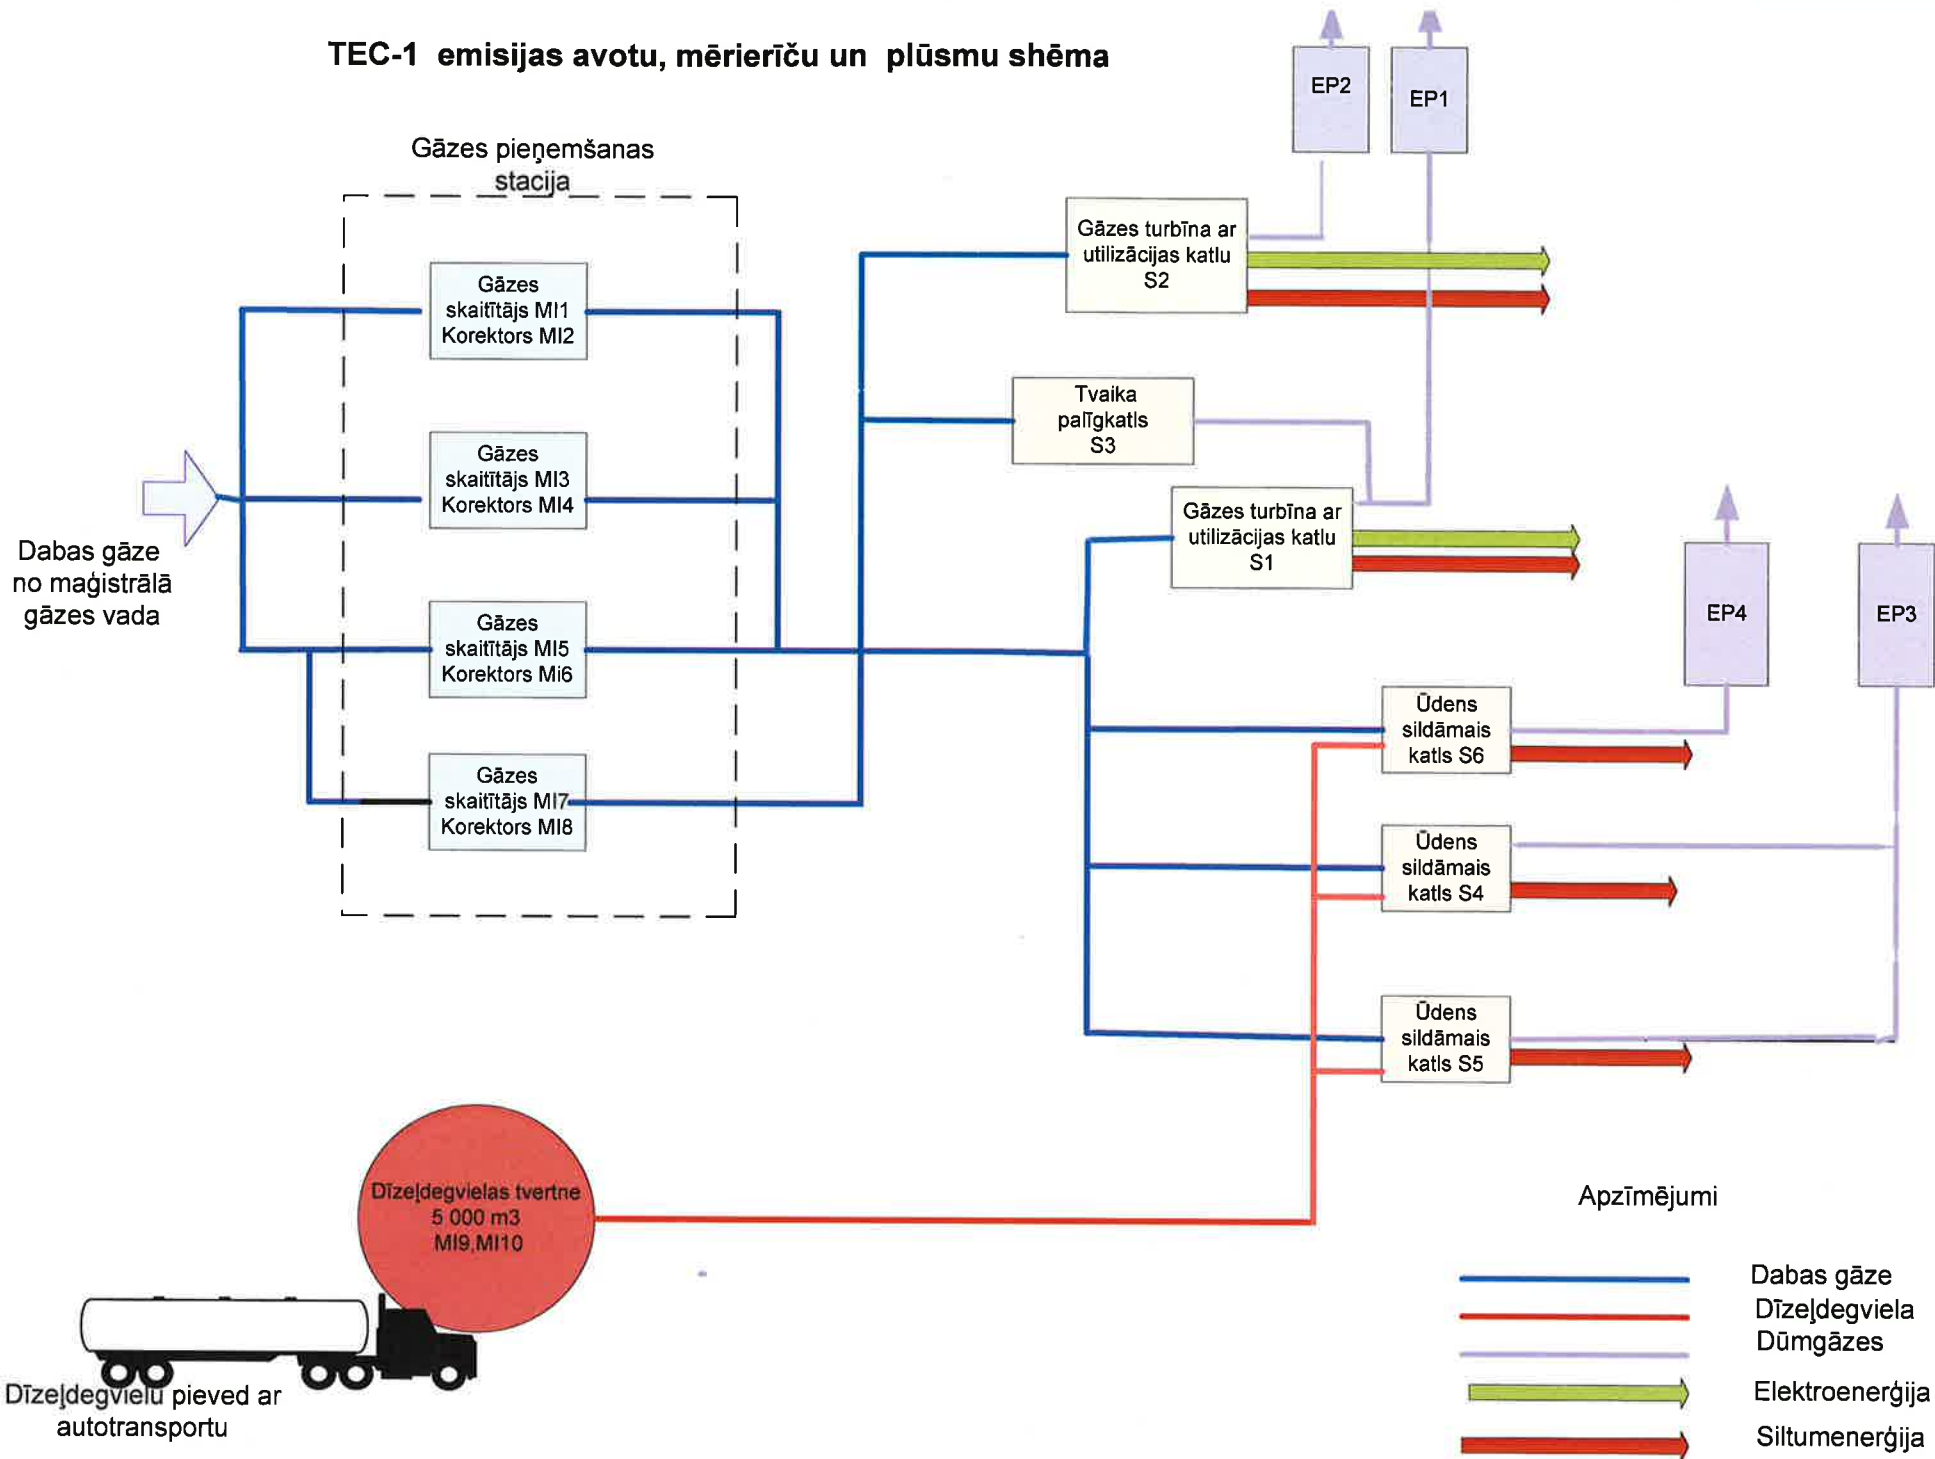 TEC-1 emisijas avotu, mērierīču un plūsmu shēma
EP2
EP1
Gāzes pieņemšanas
stacija
Gāzes turbīna ar
utilizācijas katlu
S2
Gāzes
skaitītājs MI1
Korektors MI2
Tvaika
palīgkatls
S3
Gāzes
skaitītājs MI3
Korektors MI4
Gāzes turbīna ar
utilizācijas katlu
S1
Dabas gāze
no maģistrālā
gāzes vada
EP4
EP3
Gāzes
skaitītājs MI5
Korektors Mi6
Ūdens
sildāmais
katls S6
Gāzes
skaitītājs MI7
Korektors MI8
Ūdens
sildāmais
katls S4
Ūdens
sildāmais
katls S5
Dīzeļdegvielas tvertne
5 000 m3
MI9,MI10
Dīzeļdegvielu pieved ar
autotransportu
Apzīmējumi
Dabas gāze
Dīzeļdegviela
Dūmgāzes
Elektroenerģija
Siltumenerģija